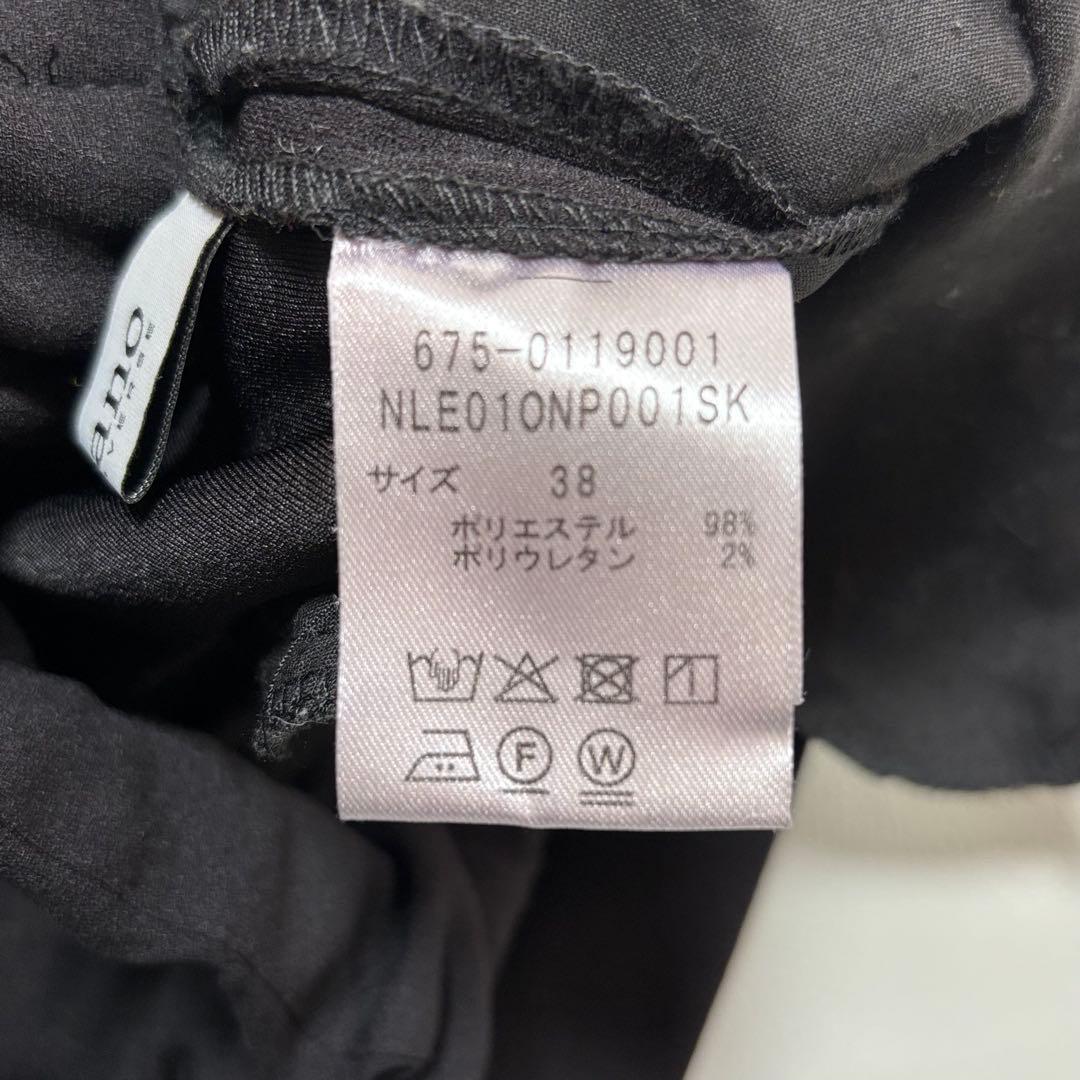 675-0119001
NLE010NP001SK
サイズ 38
ポリエステル 98%
ポリウレタン 2%
F
W